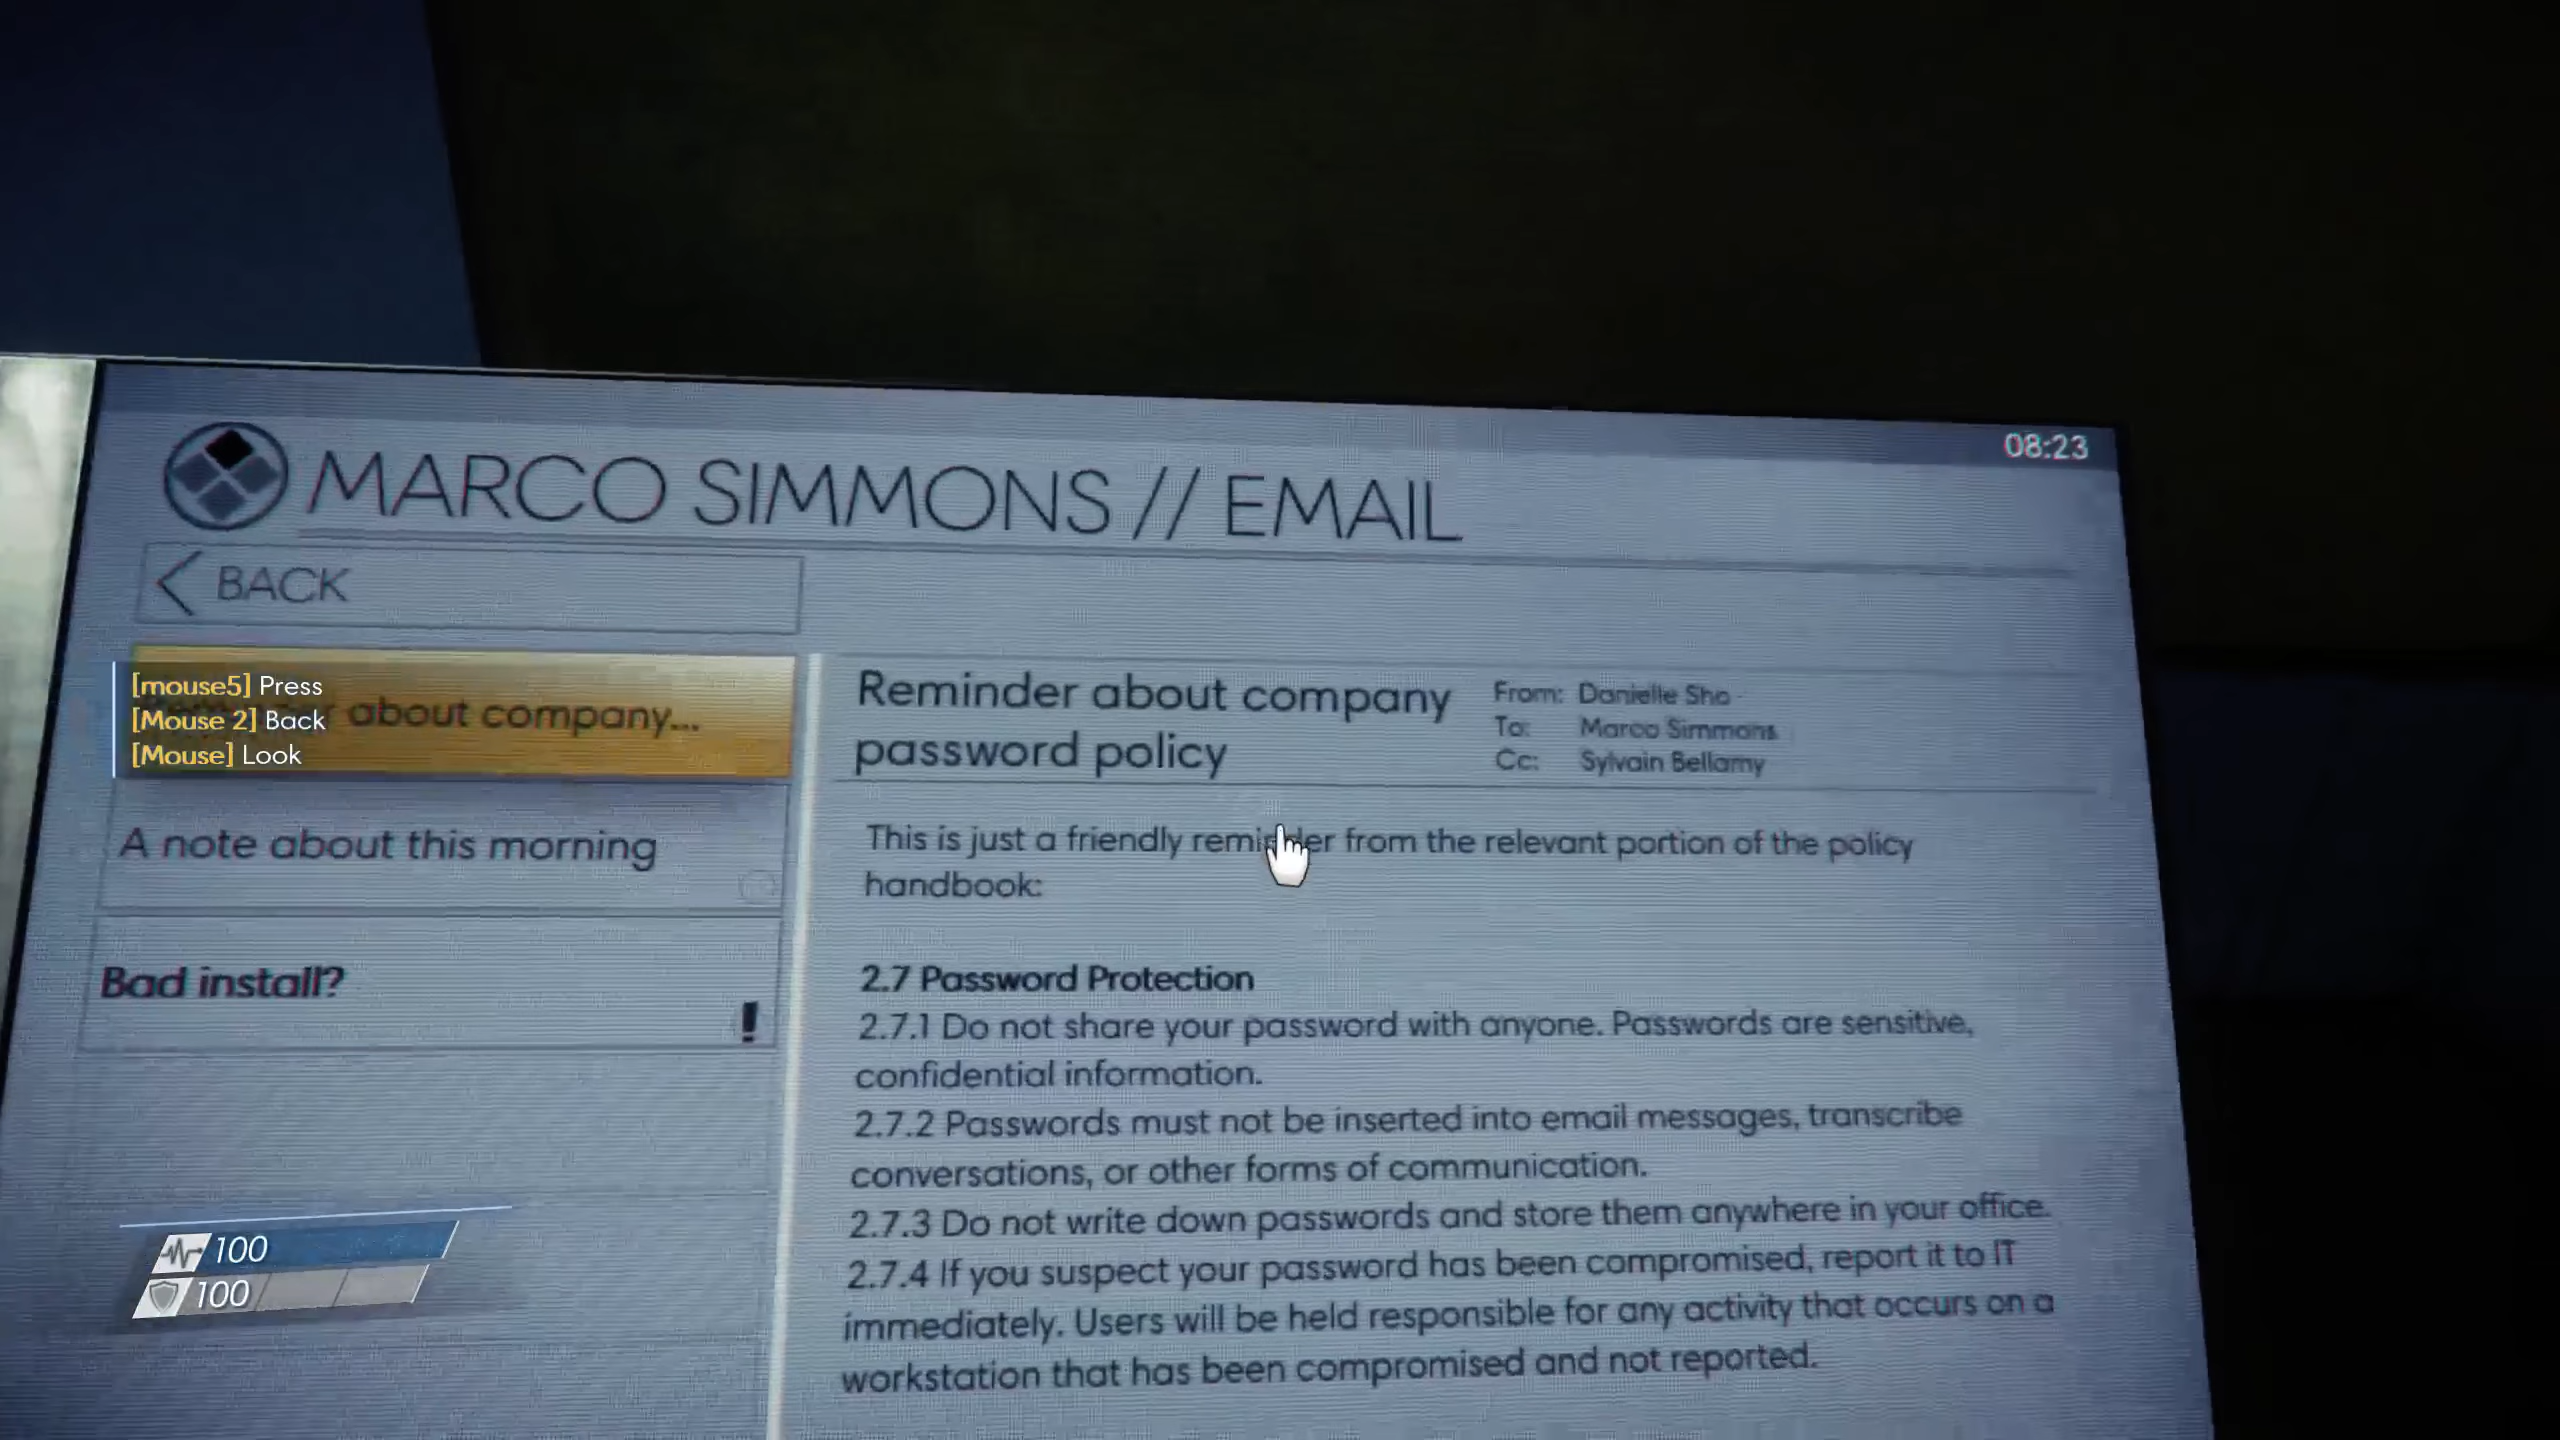 08:23
MARCO SIMMONS // EMAIL
BACK
[mouse5] Press
[Mouse 2] Back
[Mouse] Look
about company...
A note about this morning
Bad install?
!
100
100
Reminder about company
password policy
From: Danielle Sho
To: Marco Simmons
Cc: Sylvain Bellamy
This is just a friendly reminder from the relevant portion of the policy
handbook:
2.7 Password Protection
2.7.1 Do not share your password with anyone. Passwords are sensitive,
confidential information.
2.7.2 Passwords must not be inserted into email messages, transcribe
conversations, or other forms of communication.
2.7.3 Do not write down passwords and store them anywhere in your office.
2.7.4 If you suspect your password has been compromised, report it to IT
immediately. Users will be held responsible for any activity that occurs on a
workstation that has been compromised and not reported.